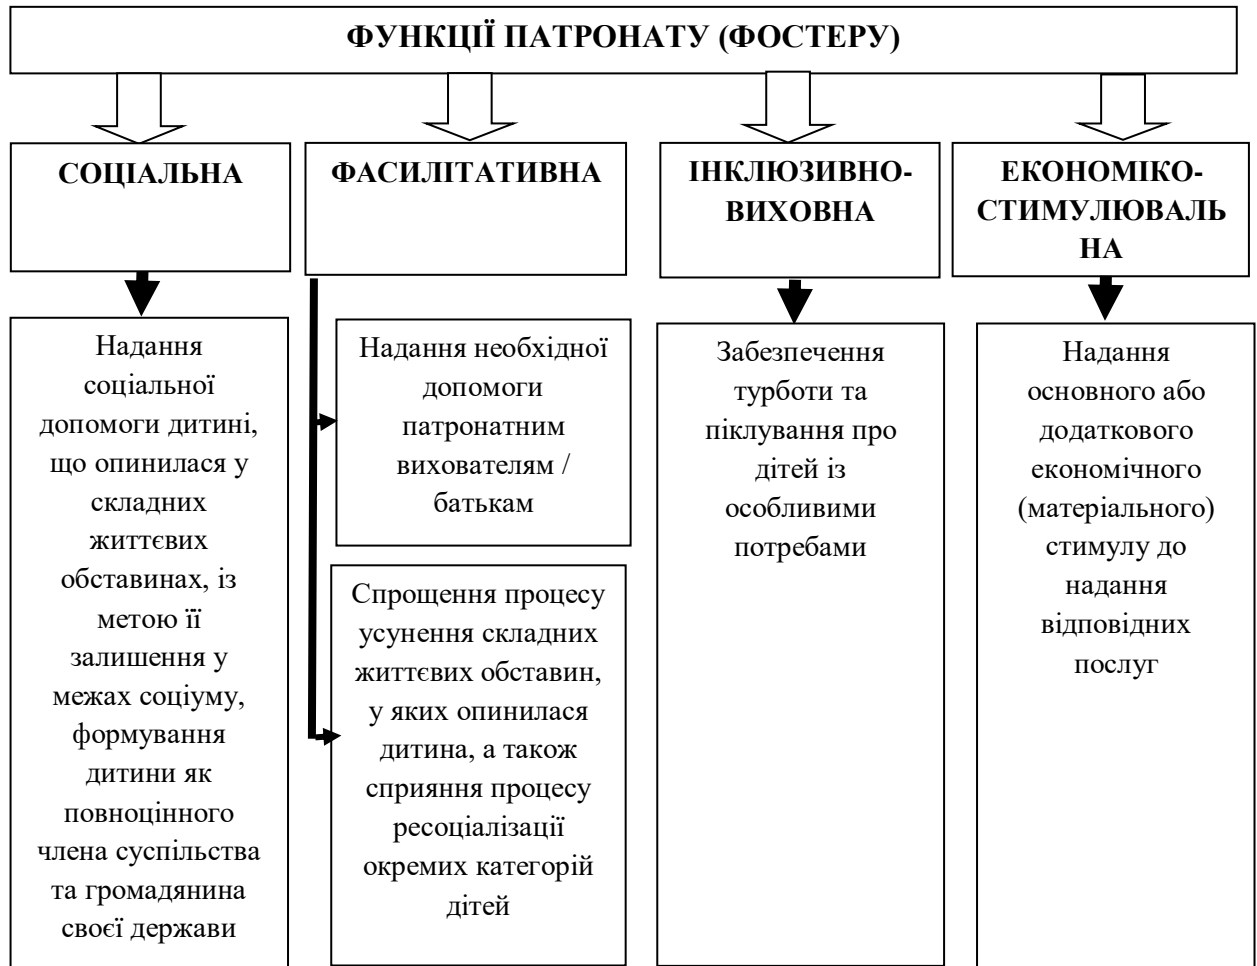 ФУНКЦІЇ ПАТРОНАТУ (ФОСТЕРУ)
СОЦІАЛЬНА
ФАСИЛІТАТИВНА
ІНКЛЮЗИВНО-
ВИХОВНА
ЕКОНОМІКО-
СТИМУЛЮВАЛЬ
НА
Надання
соціальної
допомоги дитині,
що опинилася у
складних
життєвих
обставинах, із
метою її
залишення у
межах соціуму,
формування
дитини як
повноцінного
члена суспільства
та громадянина
своєї держави
Надання необхідної
допомоги
патронатним
вихователям /
батькам
Спрощення процесу
усунення складних
життєвих обставин,
у яких опинилася
дитина, а також
сприяння процесу
ресоціалізації
окремих категорій
дітей
Забезпечення
турботи та
піклування про
дітей із
особливими
потребами
Надання
основного або
додаткового
економічного
(матеріального)
стимулу до
надання
відповідних
послуг